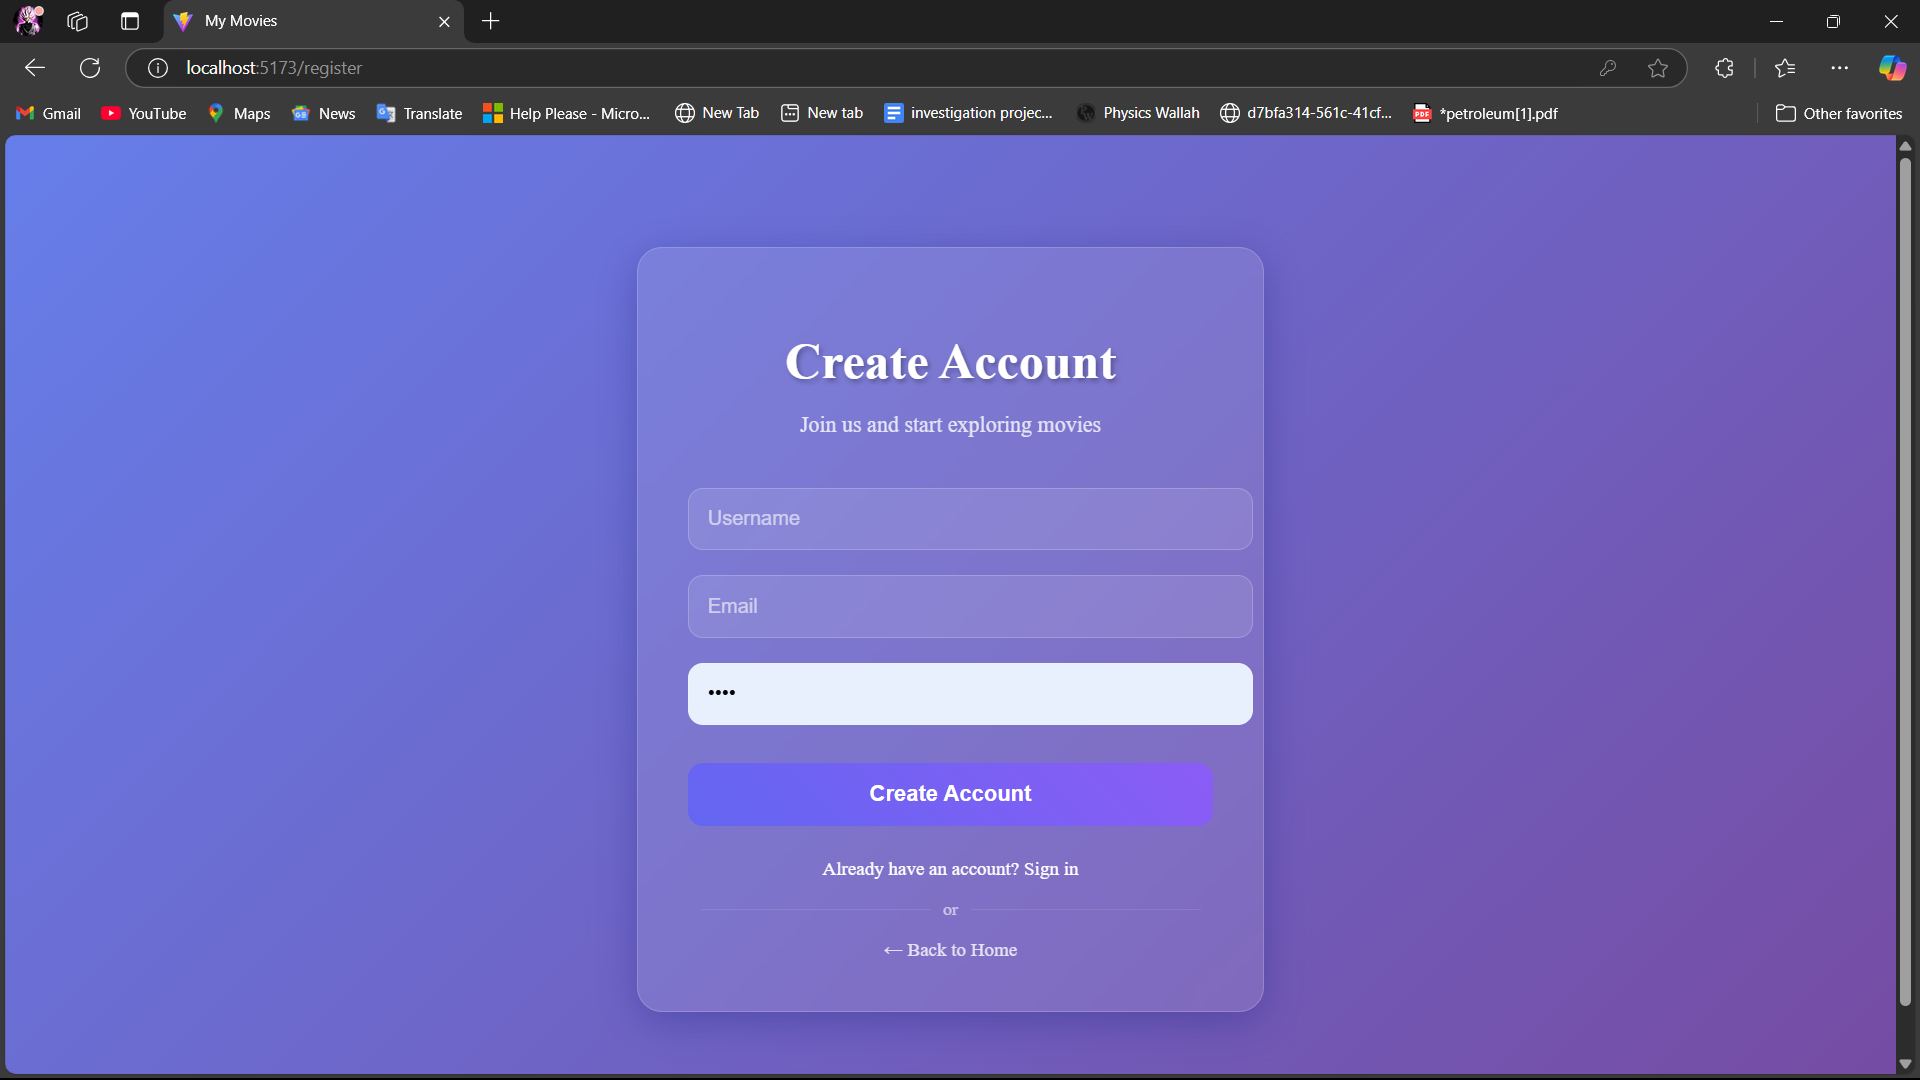 My Movies
localhost:5173/register
Gmail YouTube Maps News Translate Help Please - Micro... New Tab New tab investigation projec... Physics Wallah d7bfa314-561c-41cf... *petroleum[1].pdf Other favorites
Create Account
Join us and start exploring movies
Username
Email
••••
Create Account
Already have an account? Sign in
or
← Back to Home